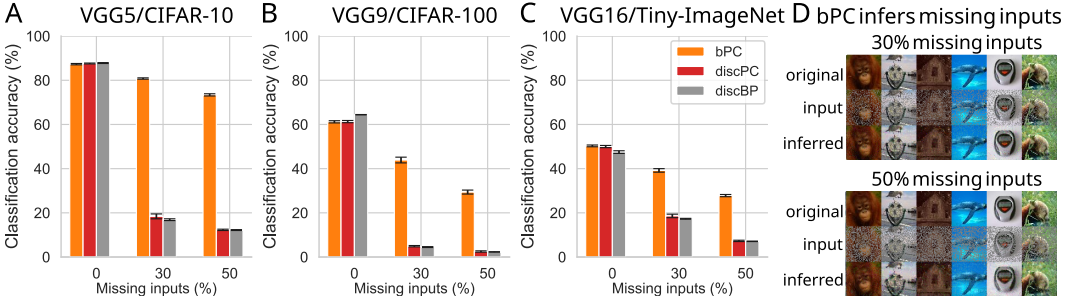 A
VGG5/CIFAR-10
Classification accuracy (%)
100
80
60
40
20
0
0
30
50
Missing inputs (%)
B
VGG9/CIFAR-100
Classification accuracy (%)
100
80
60
40
20
0
0
30
50
Missing inputs (%)
C
VGG16/Tiny-ImageNet
Classification accuracy (%)
100
80
60
40
20
0
0
30
50
Missing inputs (%)
bPC
discPC
discBP
D
bPC infers missing inputs
30% missing inputs
original
input
inferred
50% missing inputs
original
input
inferred